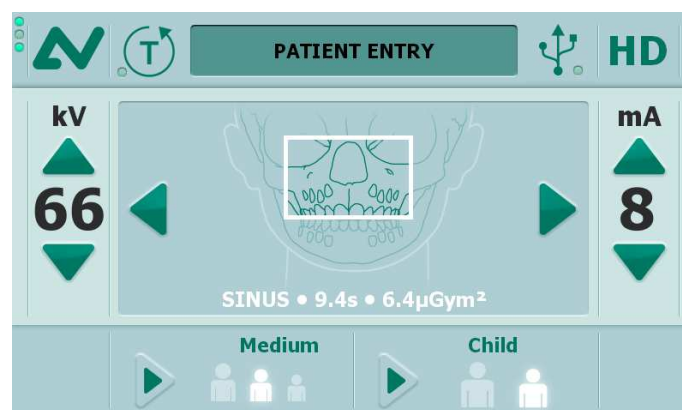 T
PATIENT ENTRY
HD
kV
mA
66
8
SINUS • 9.4s • 6.4µGym²
Medium
Child